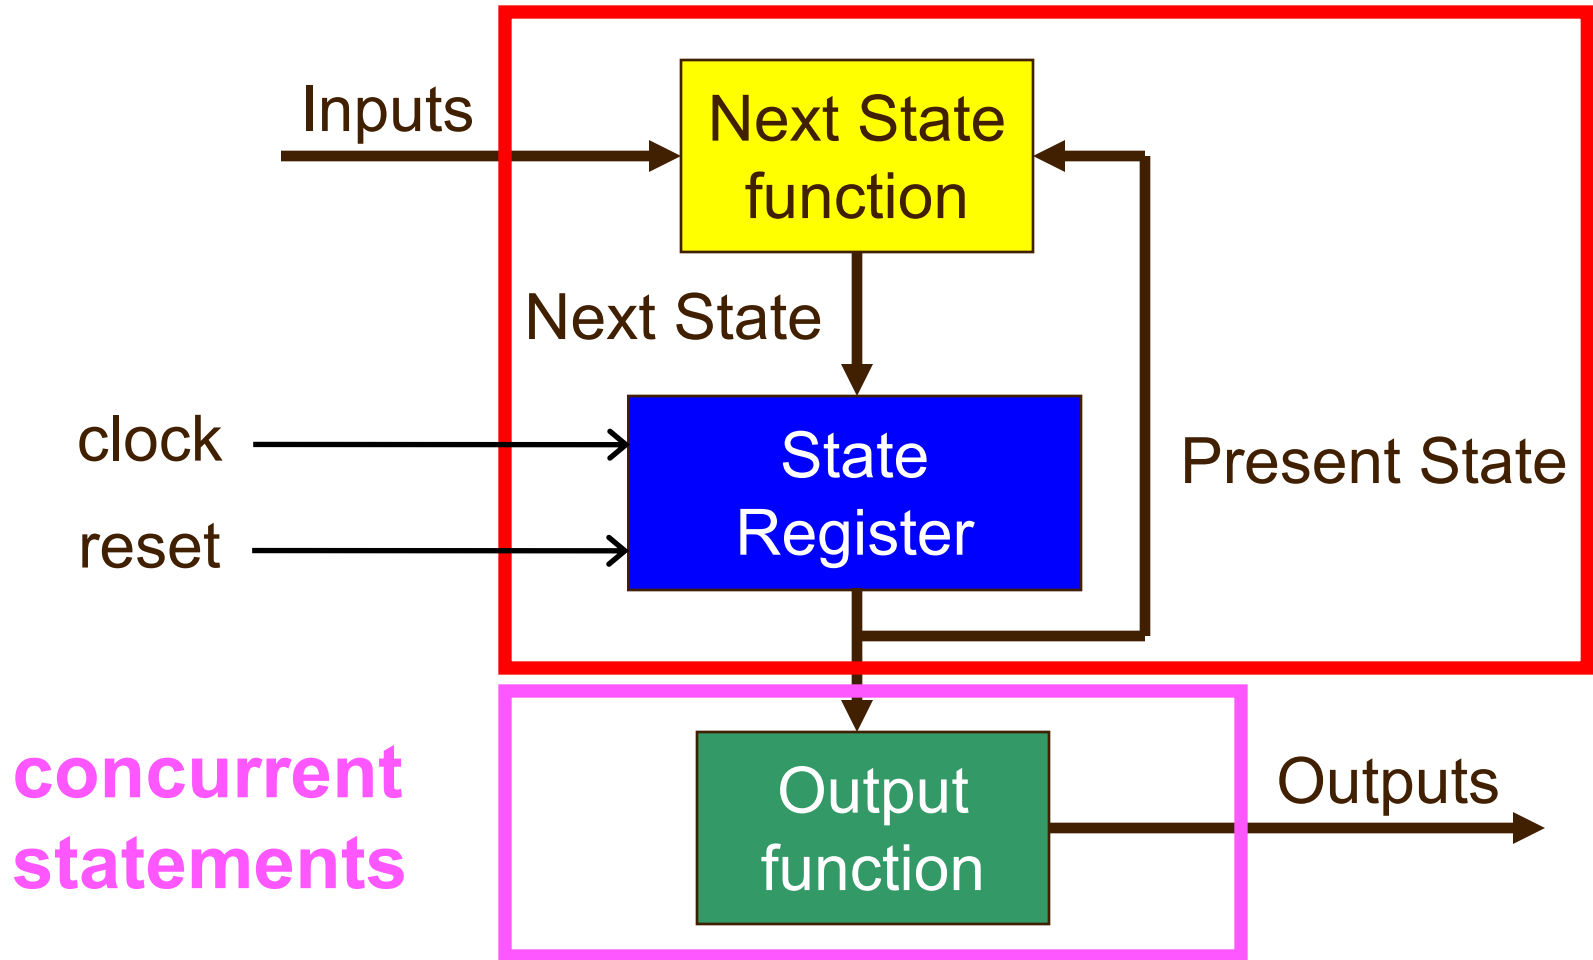 Inputs
Next State
function
Next State
clock
State
Register
Present State
reset
concurrent
statements
Output
function
Outputs